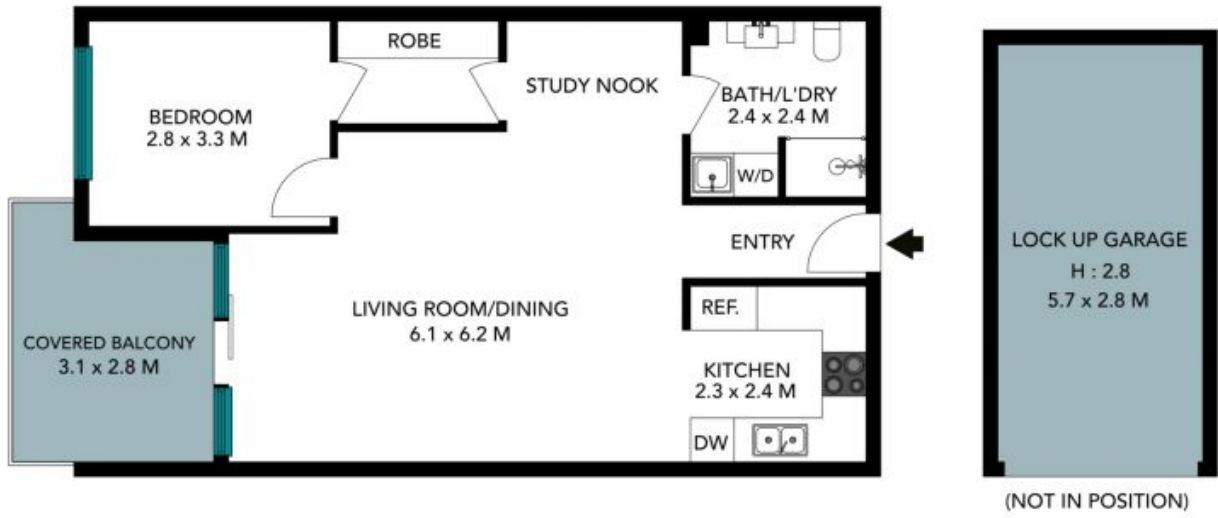 ROBE
STUDY NOOK
BEDROOM
2.8 x 3.3 M
BATH/L'DRY
2.4 x 2.4 M
W/D
ENTRY
LIVING ROOM/DINING
6.1 x 6.2 M
COVERED BALCONY
3.1 x 2.8 M
REF.
KITCHEN
2.3 x 2.4 M
DW
LOCK UP GARAGE
H : 2.8
5.7 x 2.8 M
(NOT IN POSITION)